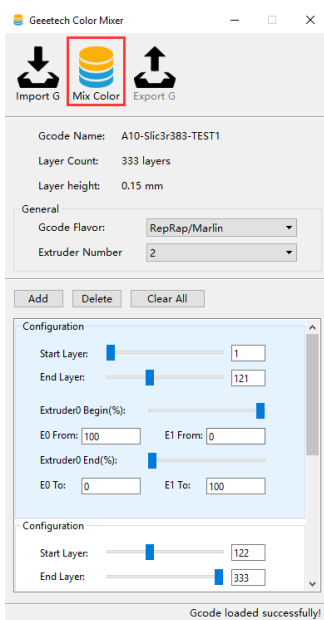 Geeetech Color Mixer
Import G Mix Color Export G
Gcode Name: A10-Slic3r383-TEST1
Layer Count: 333 layers
Layer height: 0.15 mm
General
Gcode Flavor: RepRap/Marlin
Extruder Number 2
Add Delete Clear All
Configuration
Start Layer: 1
End Layer: 121
Extruder0 Begin(%):
E0 From: 100 E1 From: 0
Extruder0 End(%):
E0 To: 0 E1 To: 100
Configuration
Start Layer: 122
End Layer: 333
Gcode loaded successfully!